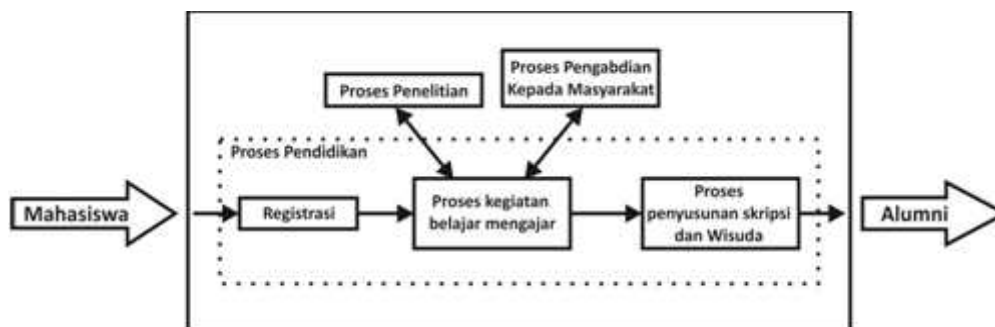 Proses Penelitian
Proses Pengabdian
Kepada Masyarakat
Proses Pendidikan
Mahasiswa
Registrasi
Proses kegiatan
belajar mengajar
Proses
penyusunan skripsi
dan Wisuda
Alumni